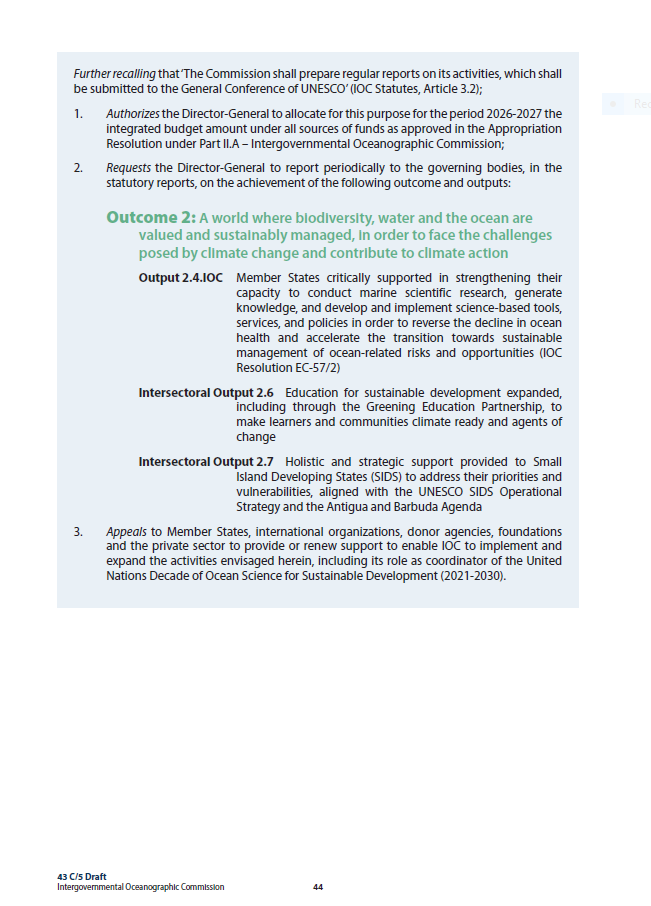 Further recalling that 'The Commission shall prepare regular reports on its activities, which shall
be submitted to the General Conference of UNESCO' (IOC Statutes, Article 3.2);
1. Authorizes the Director-General to allocate for this purpose for the period 2026-2027 the
integrated budget amount under all sources of funds as approved in the Appropriation
Resolution under Part II.A – Intergovernmental Oceanographic Commission;
2. Requests the Director-General to report periodically to the governing bodies, in the
statutory reports, on the achievement of the following outcome and outputs:
Outcome 2: A world where biodiversity, water and the ocean are
valued and sustainably managed, in order to face the challenges
posed by climate change and contribute to climate action
Output 2.4.IOC Member States critically supported in strengthening their
capacity to conduct marine scientific research, generate
knowledge, and develop and implement science-based tools,
services, and policies in order to reverse the decline in ocean
health and accelerate the transition towards sustainable
management of ocean-related risks and opportunities (IOC
Resolution EC-57/2)
Intersectoral Output 2.6 Education for sustainable development expanded,
including through the Greening Education Partnership, to
make learners and communities climate ready and agents of
change
Intersectoral Output 2.7 Holistic and strategic support provided to Small
Island Developing States (SIDS) to address their priorities and
vulnerabilities, aligned with the UNESCO SIDS Operational
Strategy and the Antigua and Barbuda Agenda
3. Appeals to Member States, international organizations, donor agencies, foundations
and the private sector to provide or renew support to enable IOC to implement and
expand the activities envisaged herein, including its role as coordinator of the United
Nations Decade of Ocean Science for Sustainable Development (2021-2030).
43 C/5 Draft
Intergovernmental Oceanographic Commission 44